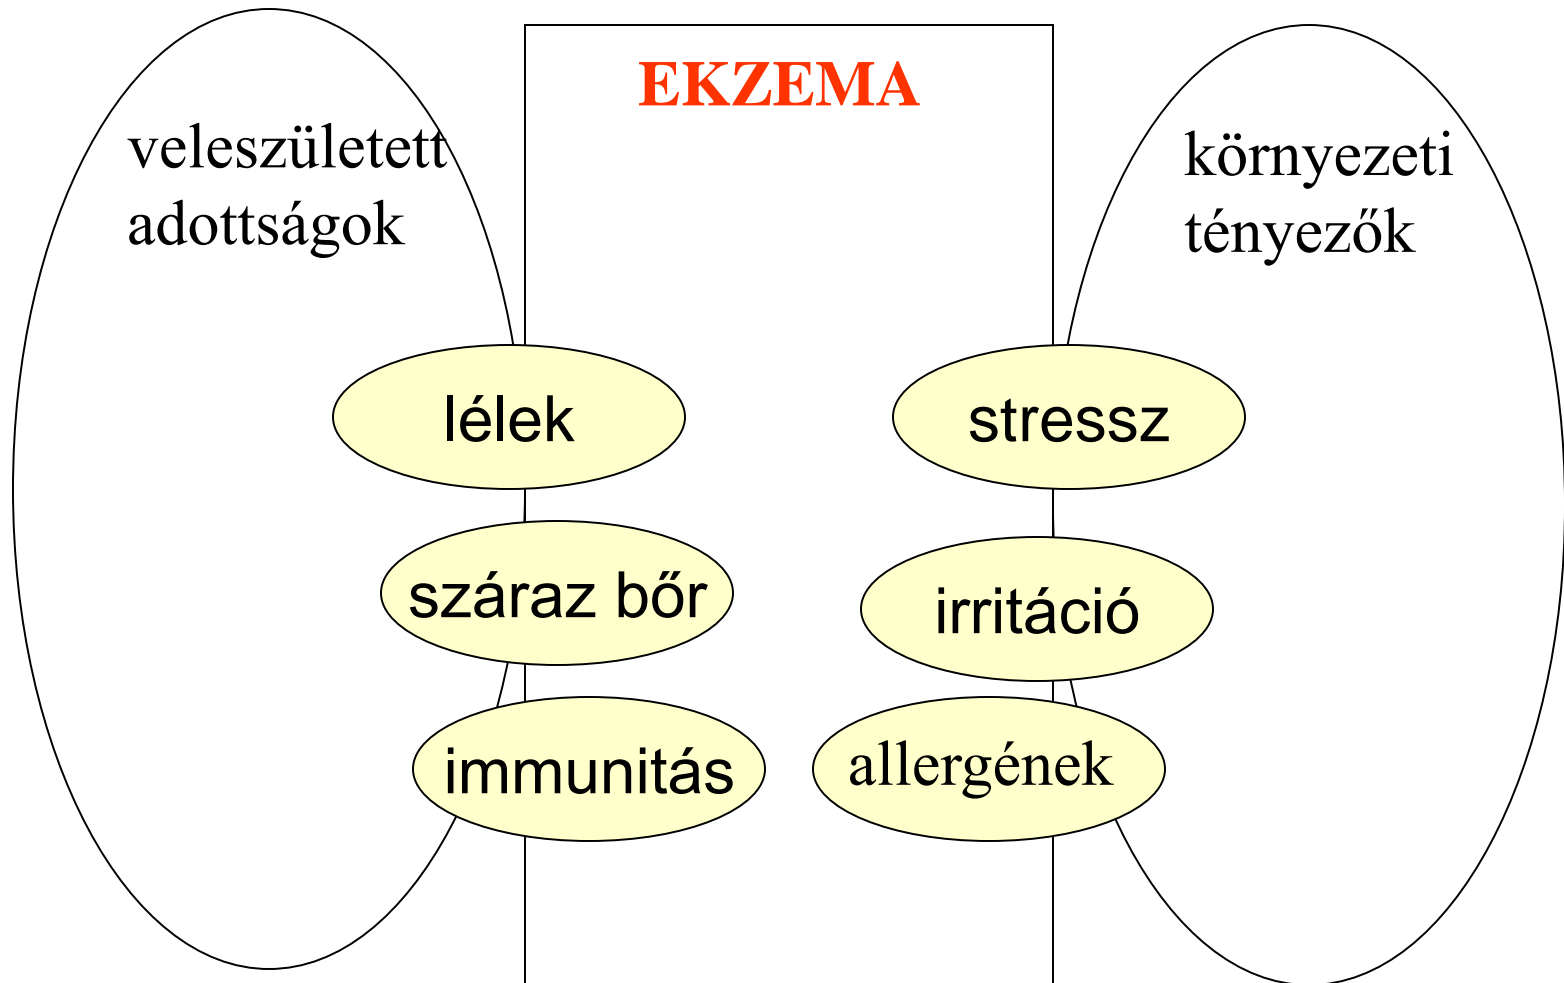 EKZEMA
veleszületett
adottságok
környezeti
tényezők
lélek
stressz
száraz bőr
irritáció
immunitás
allergének